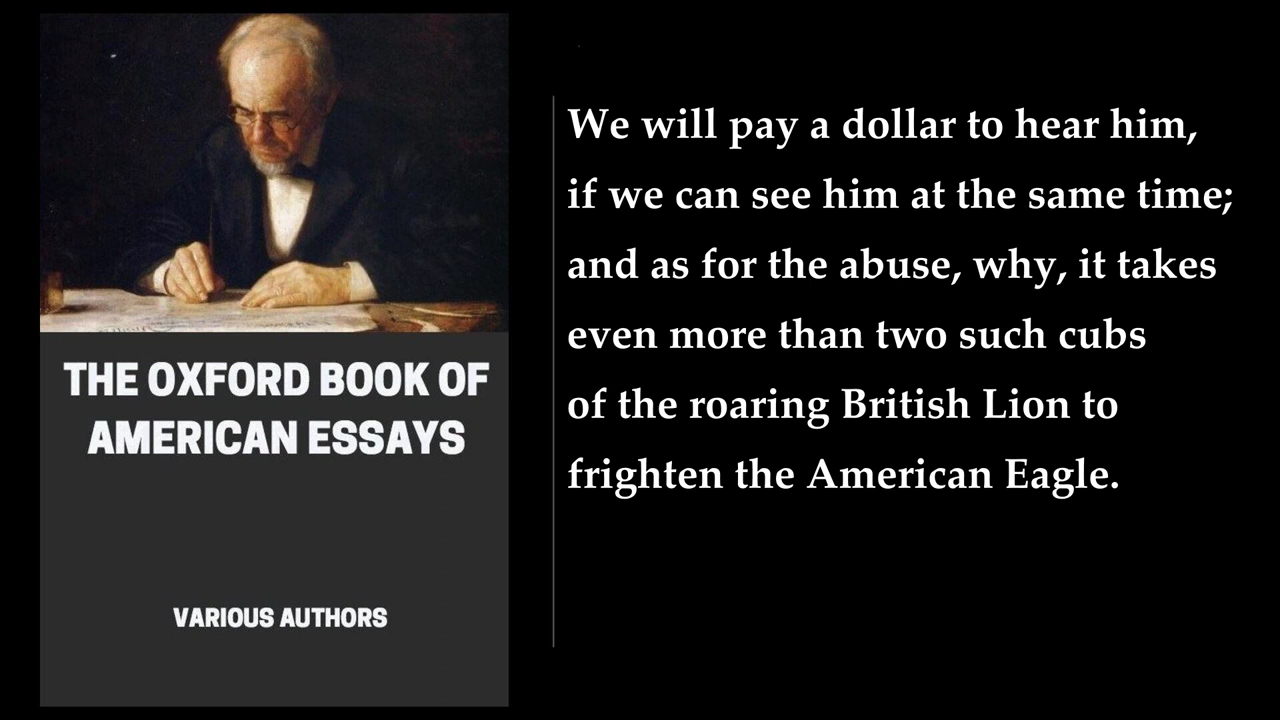 THE OXFORD BOOK OF
AMERICAN ESSAYS
VARIOUS AUTHORS
We will pay a dollar to hear him,
if we can see him at the same time;
and as for the abuse, why, it takes
even more than two such cubs
of the roaring British Lion to
frighten the American Eagle.